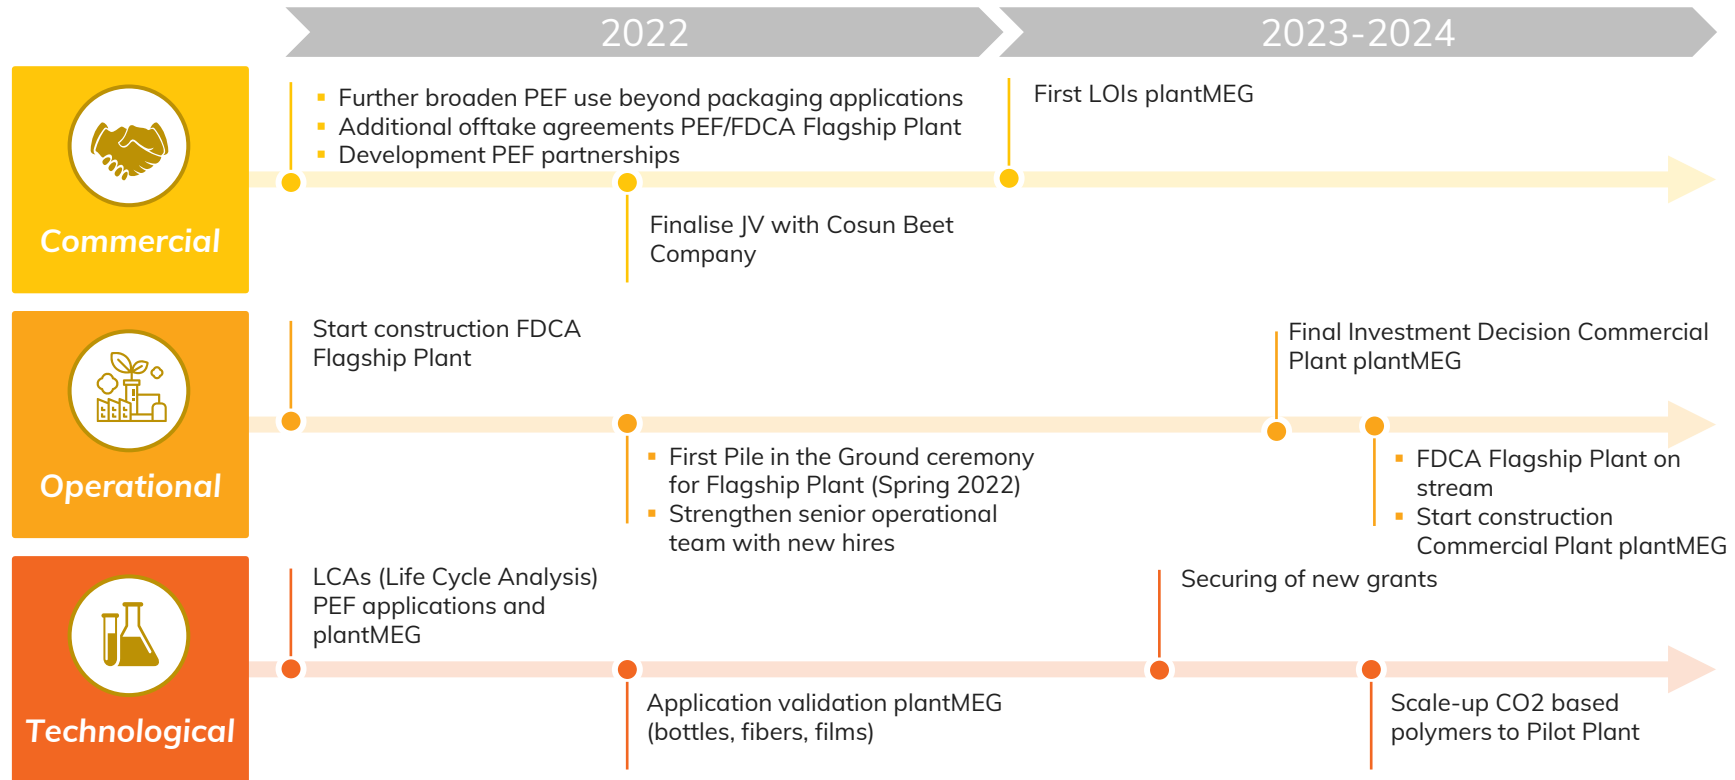 2022
2023-2024
Commercial
▪ Further broaden PEF use beyond packaging applications
▪ Additional offtake agreements PEF/FDCA Flagship Plant
▪ Development PEF partnerships
Finalise JV with Cosun Beet
Company
First LOIs plantMEG
Operational
Start construction FDCA
Flagship Plant
▪ First Pile in the Ground ceremony
for Flagship Plant (Spring 2022)
▪ Strengthen senior operational
team with new hires
Final Investment Decision Commercial
Plant plantMEG
▪ FDCA Flagship Plant on
stream
▪ Start construction
Commercial Plant plantMEG
Technological
LCAs (Life Cycle Analysis)
PEF applications and
plantMEG
Application validation plantMEG
(bottles, fibers, films)
Securing of new grants
Scale-up CO2 based
polymers to Pilot Plant